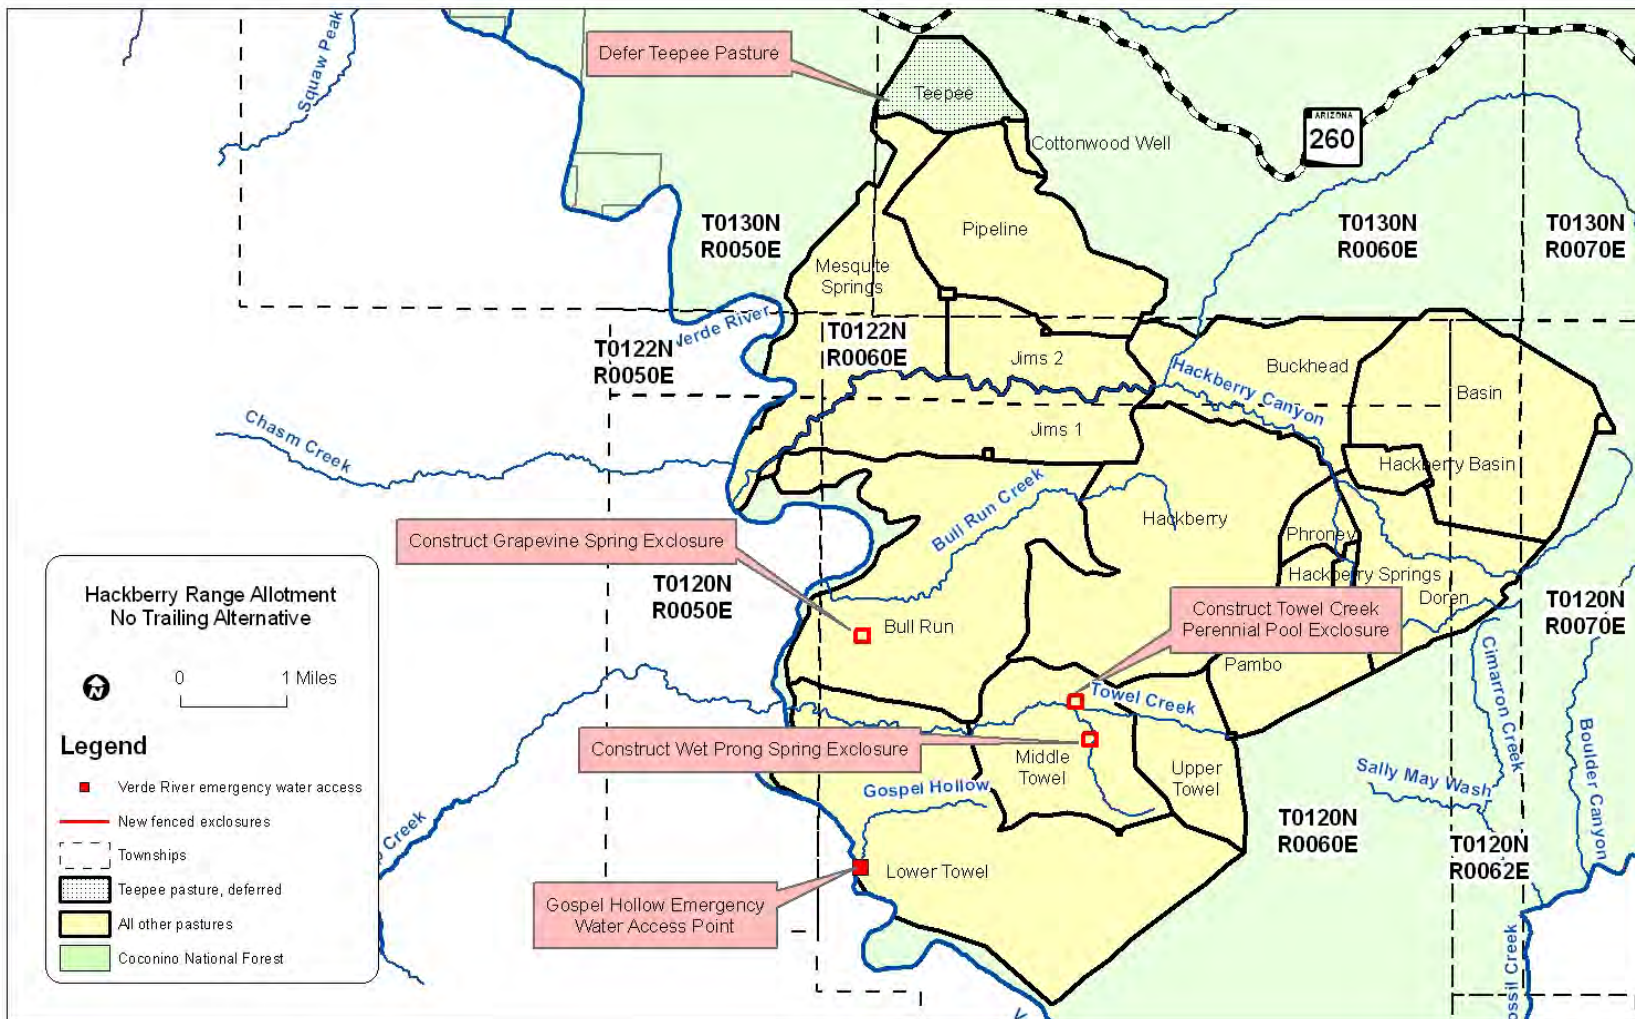 Squaw Peak
Defer Teepee Pasture
Teepee
Cottonwood Well
ARIZONA
260
T0130N
R0050E
Pipeline
T0130N
R0060E
T0130N
R0070E
Mesquite
Springs
Verde River
T0122N
R0050E
T0122N
R0060E
Jims 2
Buckhead
Hackberry Canyon
Basin
Chasm Creek
Jims 1
Hackberry Basin
Bull Run Creek
Hackberry
Phroney
Construct Grapevine Spring Exclosure
Hackberry Springs
Doren
T0120N
R0050E
Construct Towel Creek
Perennial Pool Exclosure
T0120N
R0070E
Bull Run
Pambo
Cimarron Creek
Boulder Canyon
Towel Creek
Construct Wet Prong Spring Exclosure
Middle
Towel
Upper
Towel
Sally May Wash
Gospel Hollow
T0120N
R0060E
T0120N
R0062E
Creek
Lower Towel
Gospel Hollow Emergency
Water Access Point
ossil Creek
Hackberry Range Allotment
No Trailing Alternative
N
0 1 Miles
Legend
Verde River emergency water access
New fenced exclosures
Townships
Teepee pasture, deferred
All other pastures
Coconino National Forest